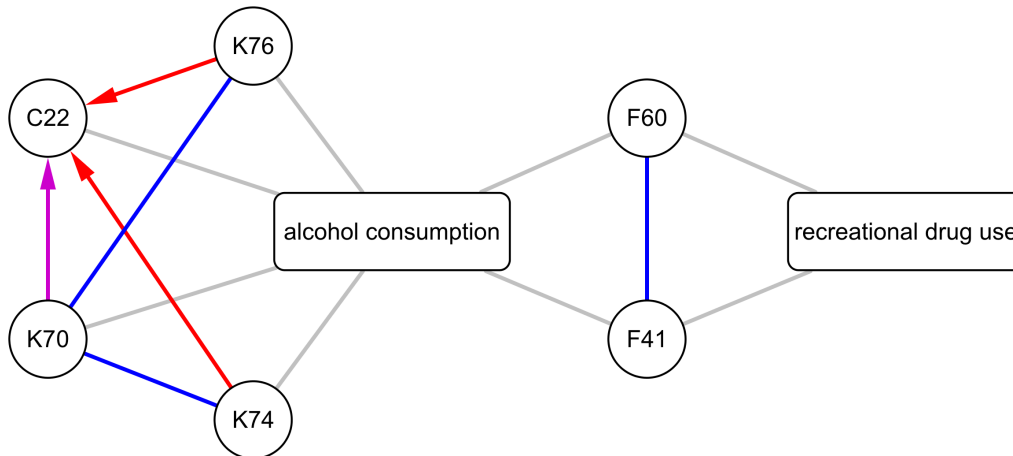 K76
C22
F60
alcohol consumption
recreational drug use
K70
F41
K74